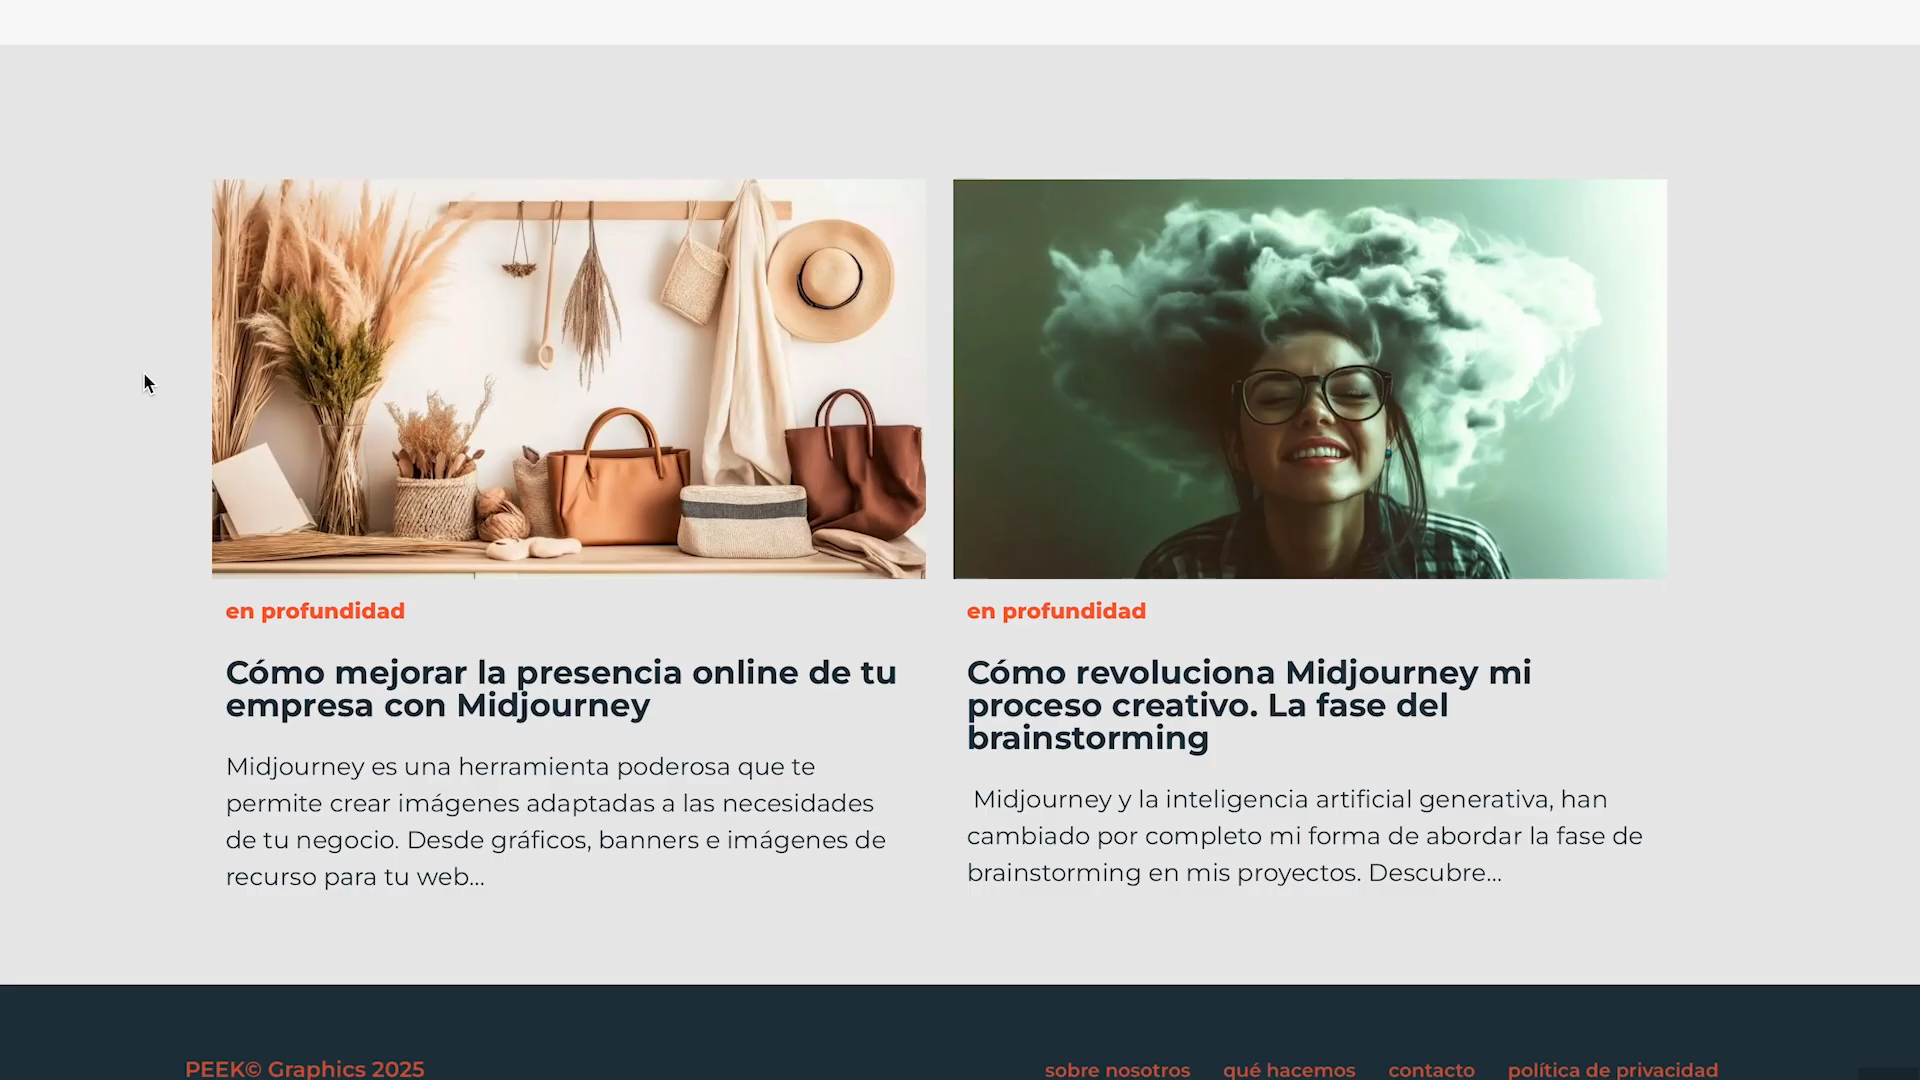 en profundidad
Cómo mejorar la presencia online de tu
empresa con Midjourney
Midjourney es una herramienta poderosa que te
permite crear imágenes adaptadas a las necesidades
de tu negocio. Desde gráficos, banners e imágenes de
recurso para tu web...
en profundidad
Cómo revoluciona Midjourney mi
proceso creativo. La fase del
brainstorming
Midjourney y la inteligencia artificial generativa, han
cambiado por completo mi forma de abordar la fase de
brainstorming en mis proyectos. Descubre...
PEEK© Graphics 2025
sobre nosotros qué hacemos contacto política de privacidad